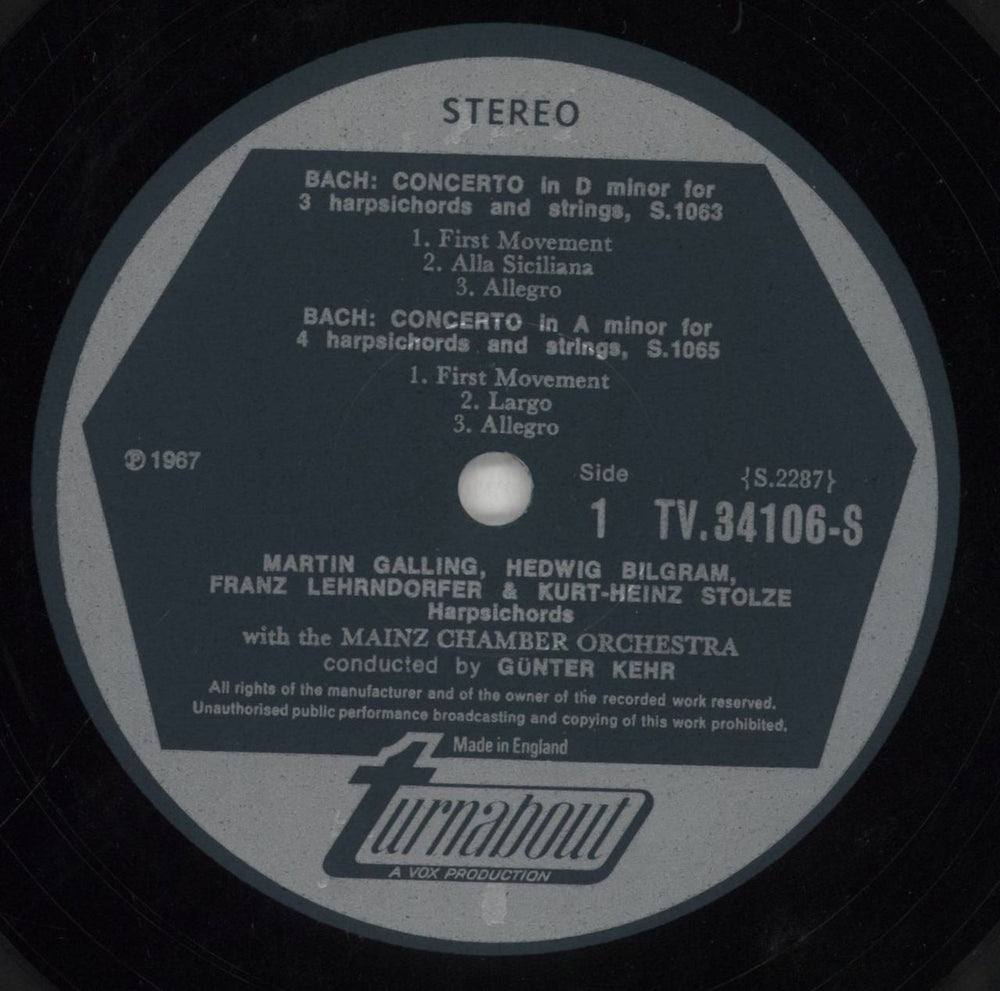 STEREO
BACH: CONCERTO in D minor for
3 harpsichords and strings, S.1063
1. First Movement
2. Alla Siciliana
3. Allegro
BACH: CONCERTO in A minor for
4 harpsichords and strings, S.1065
1. First Movement
2. Largo
3. Allegro
℗ 1967
Side
1
{S.2287}
TV.34106-S
MARTIN GALLING, HEDWIG BILGRAM,
FRANZ LEHRNDORFER & KURT-HEINZ STOLZE
Harpsichords
with the MAINZ CHAMBER ORCHESTRA
conducted by GÜNTER KEHR
All rights of the manufacturer and of the owner of the recorded work reserved.
Unauthorised public performance broadcasting and copying of this work prohibited.
Made in England
turnabout
A VOX PRODUCTION